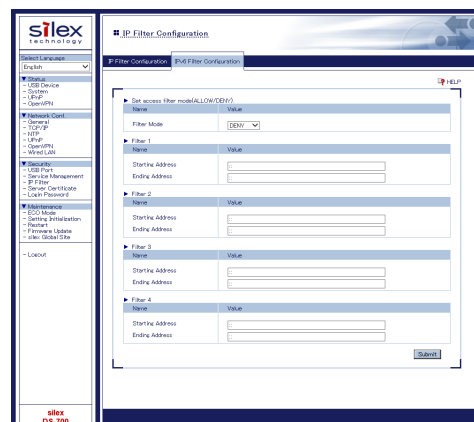 silex
technology
Select Language
English
▼ Status
- USB Device
- System
- UPnP
- OpenVPN
▼ Network Conf.
- General
- TCP/IP
- NTP
- UPnP
- OpenVPN
- Wired LAN
▼ Security
- USB Port
- Service Management
- IP Filter
- Server Certificate
- Login Password
▼ Maintenance
- ECO Mode
- Setting Initialization
- Restart
- Firmware Update
- silex Global Site
- Logout
silex
DS-700
IP Filter Configuration
IP Filter Configuration IPv6 Filter Configuration
HELP
Set access filter mode(ALLOW/DENY)
Name Value
Filter Mode DENY
Filter 1
Name Value
Starting Address ::
Ending Address ::
Filter 2
Name Value
Starting Address ::
Ending Address ::
Filter 3
Name Value
Starting Address ::
Ending Address ::
Filter 4
Name Value
Starting Address ::
Ending Address ::
Submit